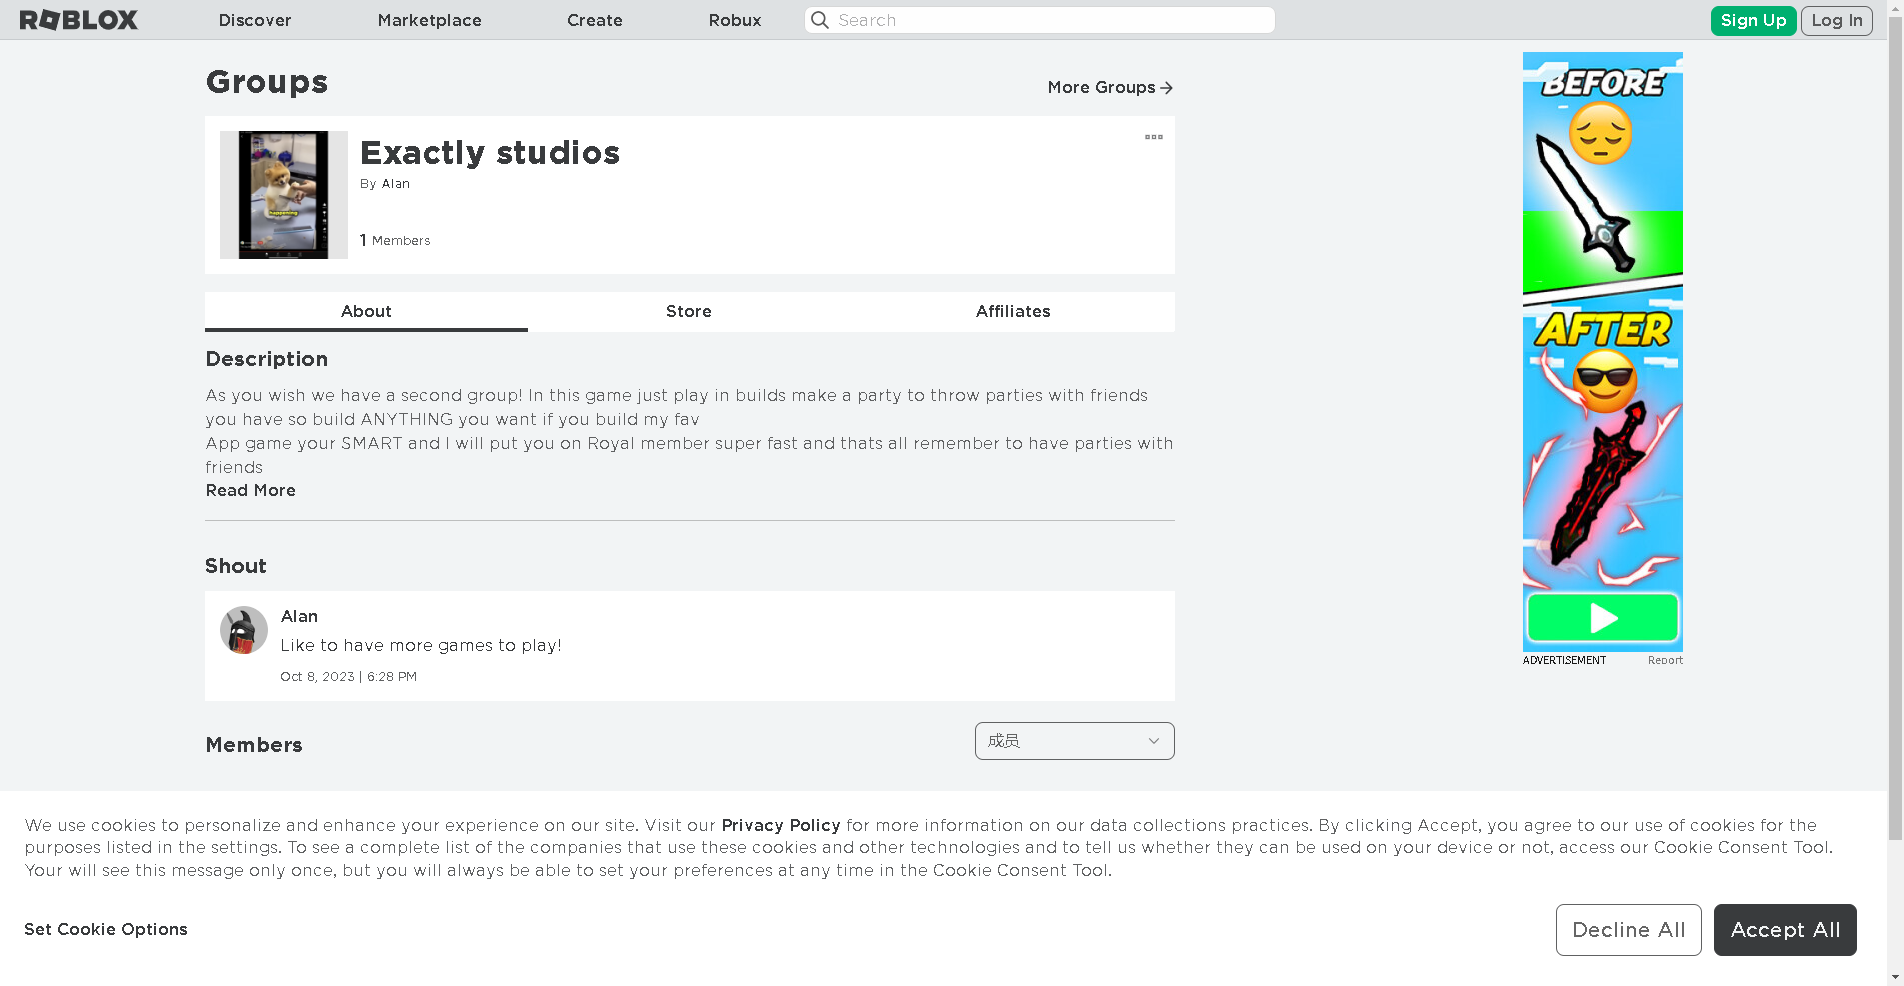 ROBLOX
Discover
Marketplace
Create
Robux
Search
Sign Up
Log In
Groups
More Groups
Exactly studios
By Alan
1 Members
happening
About
Store
Affiliates
Description
As you wish we have a second group! In this game just play in builds make a party to throw parties with friends
you have so build ANYTHING you want if you build my fav
App game your SMART and I will put you on Royal member super fast and thats all remember to have parties with
friends
Read More
Shout
Alan
Like to have more games to play!
Oct 8, 2023 | 6:28 PM
Members
成员
BEFORE
AFTER
ADVERTISEMENT
Report
We use cookies to personalize and enhance your experience on our site. Visit our Privacy Policy for more information on our data collections practices. By clicking Accept, you agree to our use of cookies for the
purposes listed in the settings. To see a complete list of the companies that use these cookies and other technologies and to tell us whether they can be used on your device or not, access our Cookie Consent Tool.
Your will see this message only once, but you will always be able to set your preferences at any time in the Cookie Consent Tool.
Set Cookie Options
Decline All
Accept All